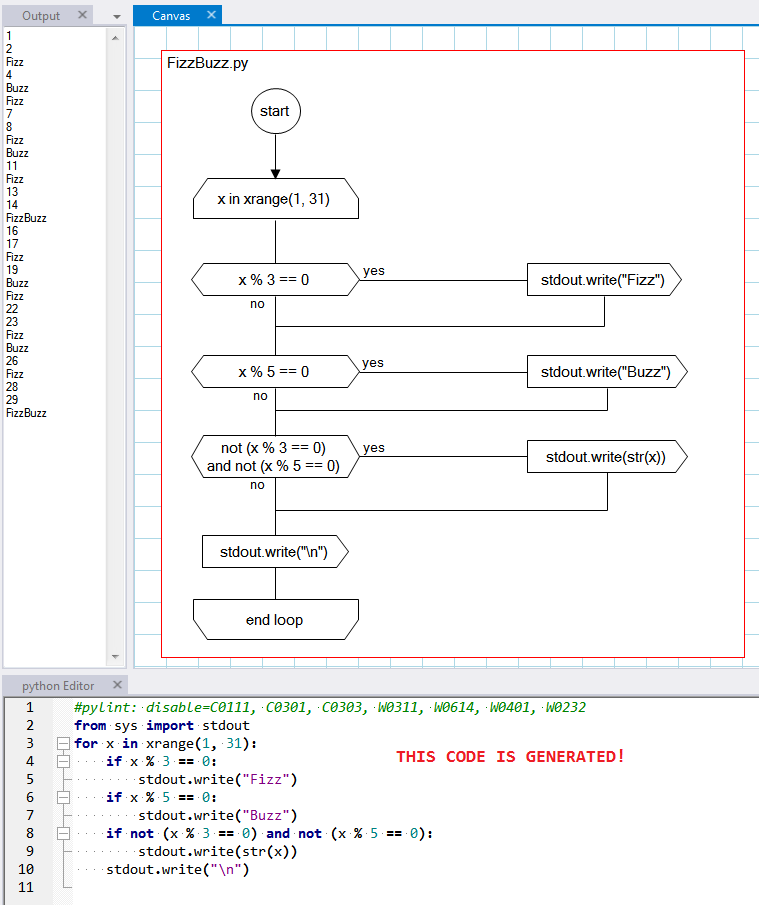 Output
1
2
Fizz
4
Buzz
Fizz
7
8
Fizz
Buzz
11
Fizz
13
14
FizzBuzz
16
17
Fizz
19
Buzz
Fizz
22
23
Fizz
Buzz
26
Fizz
28
29
FizzBuzz
Canvas
FizzBuzz.py
start
x in xrange(1, 31)
x % 3 == 0
yes
stdout.write("Fizz")
no
x % 5 == 0
yes
stdout.write("Buzz")
no
not (x % 3 == 0)
and not (x % 5 == 0)
yes
stdout.write(str(x))
no
stdout.write("\n")
end loop
python Editor
1 #pylint: disable=C0111, C0301, C0303, W0311, W0614, W0401, W0232
2 from sys import stdout
3 for x in xrange(1, 31):
4     if x % 3 == 0:
5         stdout.write("Fizz")
6     if x % 5 == 0:
7         stdout.write("Buzz")
8     if not (x % 3 == 0) and not (x % 5 == 0):
9         stdout.write(str(x))
10     stdout.write("\n")
11
THIS CODE IS GENERATED!